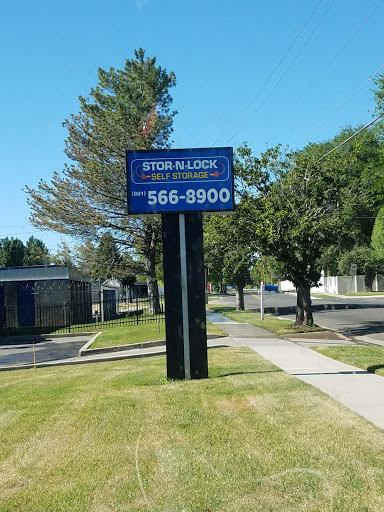 STOR-N-LOCK
SELF STORAGE
(801) 566-8900